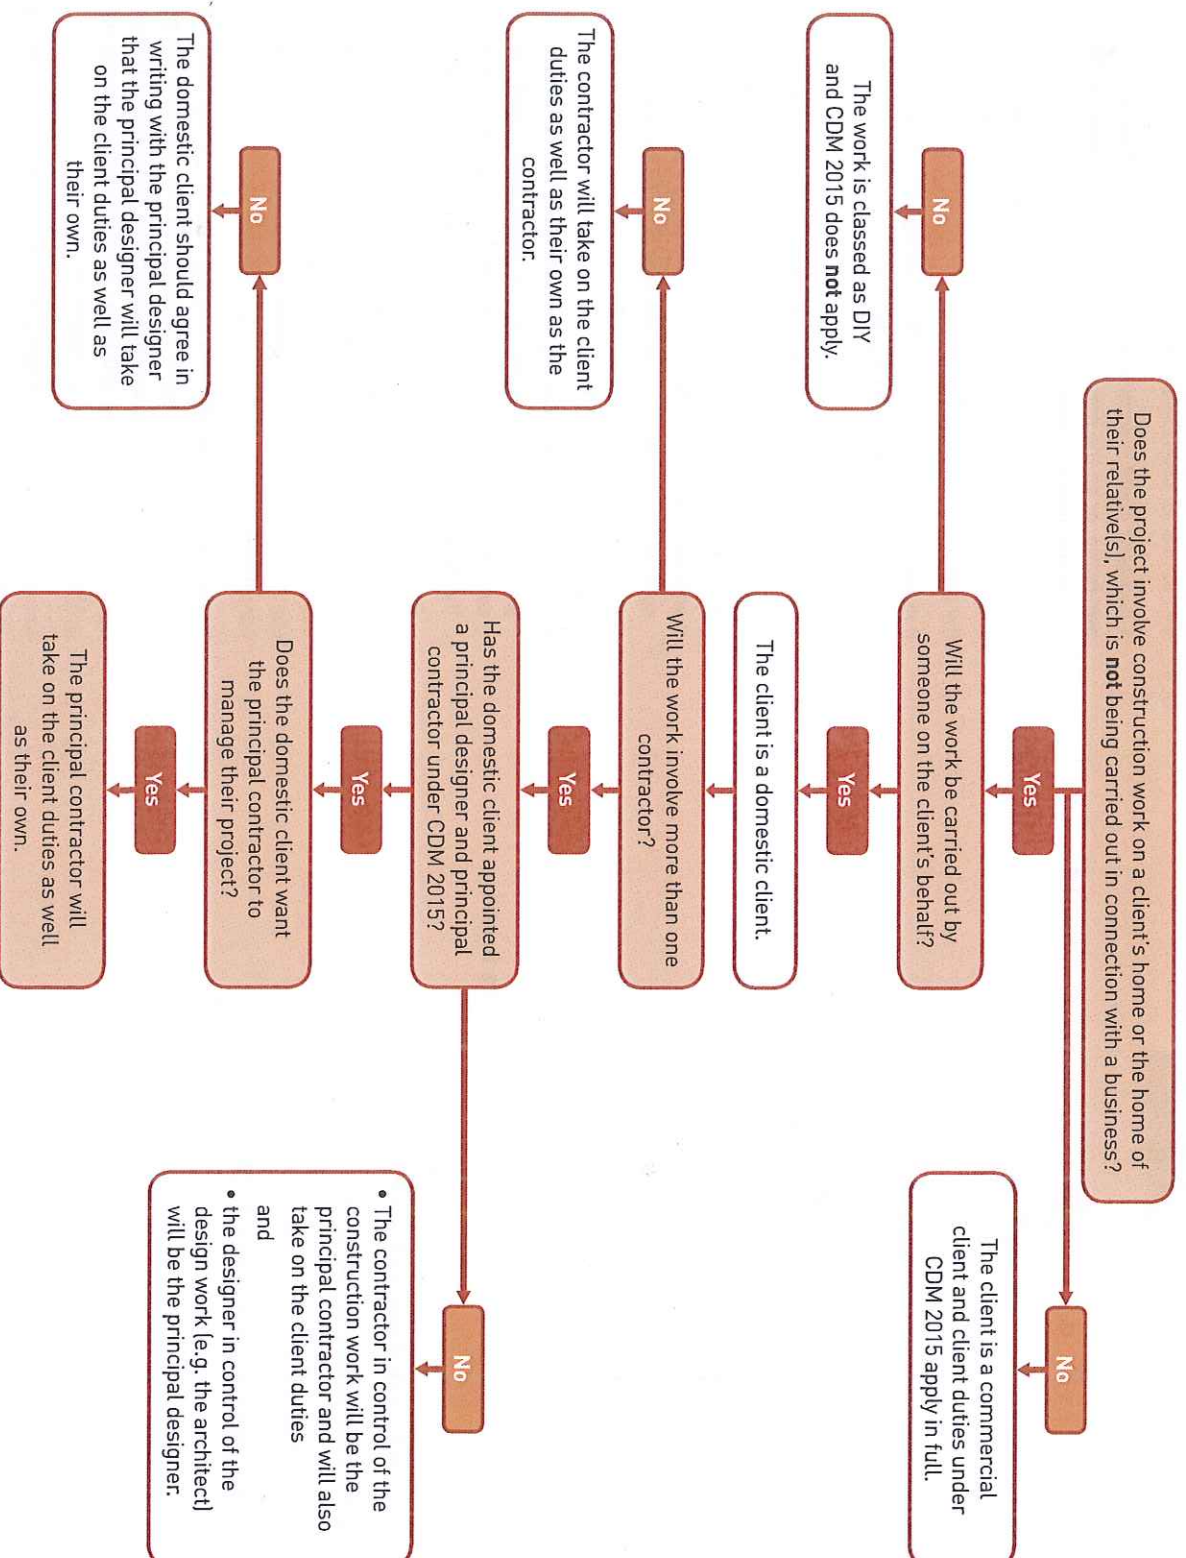 Does the project involve construction work on a client's home or the home of
their relative(s), which is not being carried out in connection with a business?
Yes
No
The client is a commercial
client and client duties under
CDM 2015 apply in full.
Will the work be carried out by
someone on the client's behalf?
No
The work is classed as DIY
and CDM 2015 does not apply.
Yes
The client is a domestic client.
Will the work involve more than one
contractor?
No
The contractor will take on the client
duties as well as their own as the
contractor.
Yes
Has the domestic client appointed
a principal designer and principal
contractor under CDM 2015?
No
• The contractor in control of the
construction work will be the
principal contractor and will also
take on the client duties
and
• the designer in control of the
design work (e.g. the architect)
will be the principal designer.
Yes
Does the domestic client want
the principal contractor to
manage their project?
No
The domestic client should agree in
writing with the principal designer
that the principal designer will take
on the client duties as well as
their own.
Yes
The principal contractor will
take on the client duties as well
as their own.